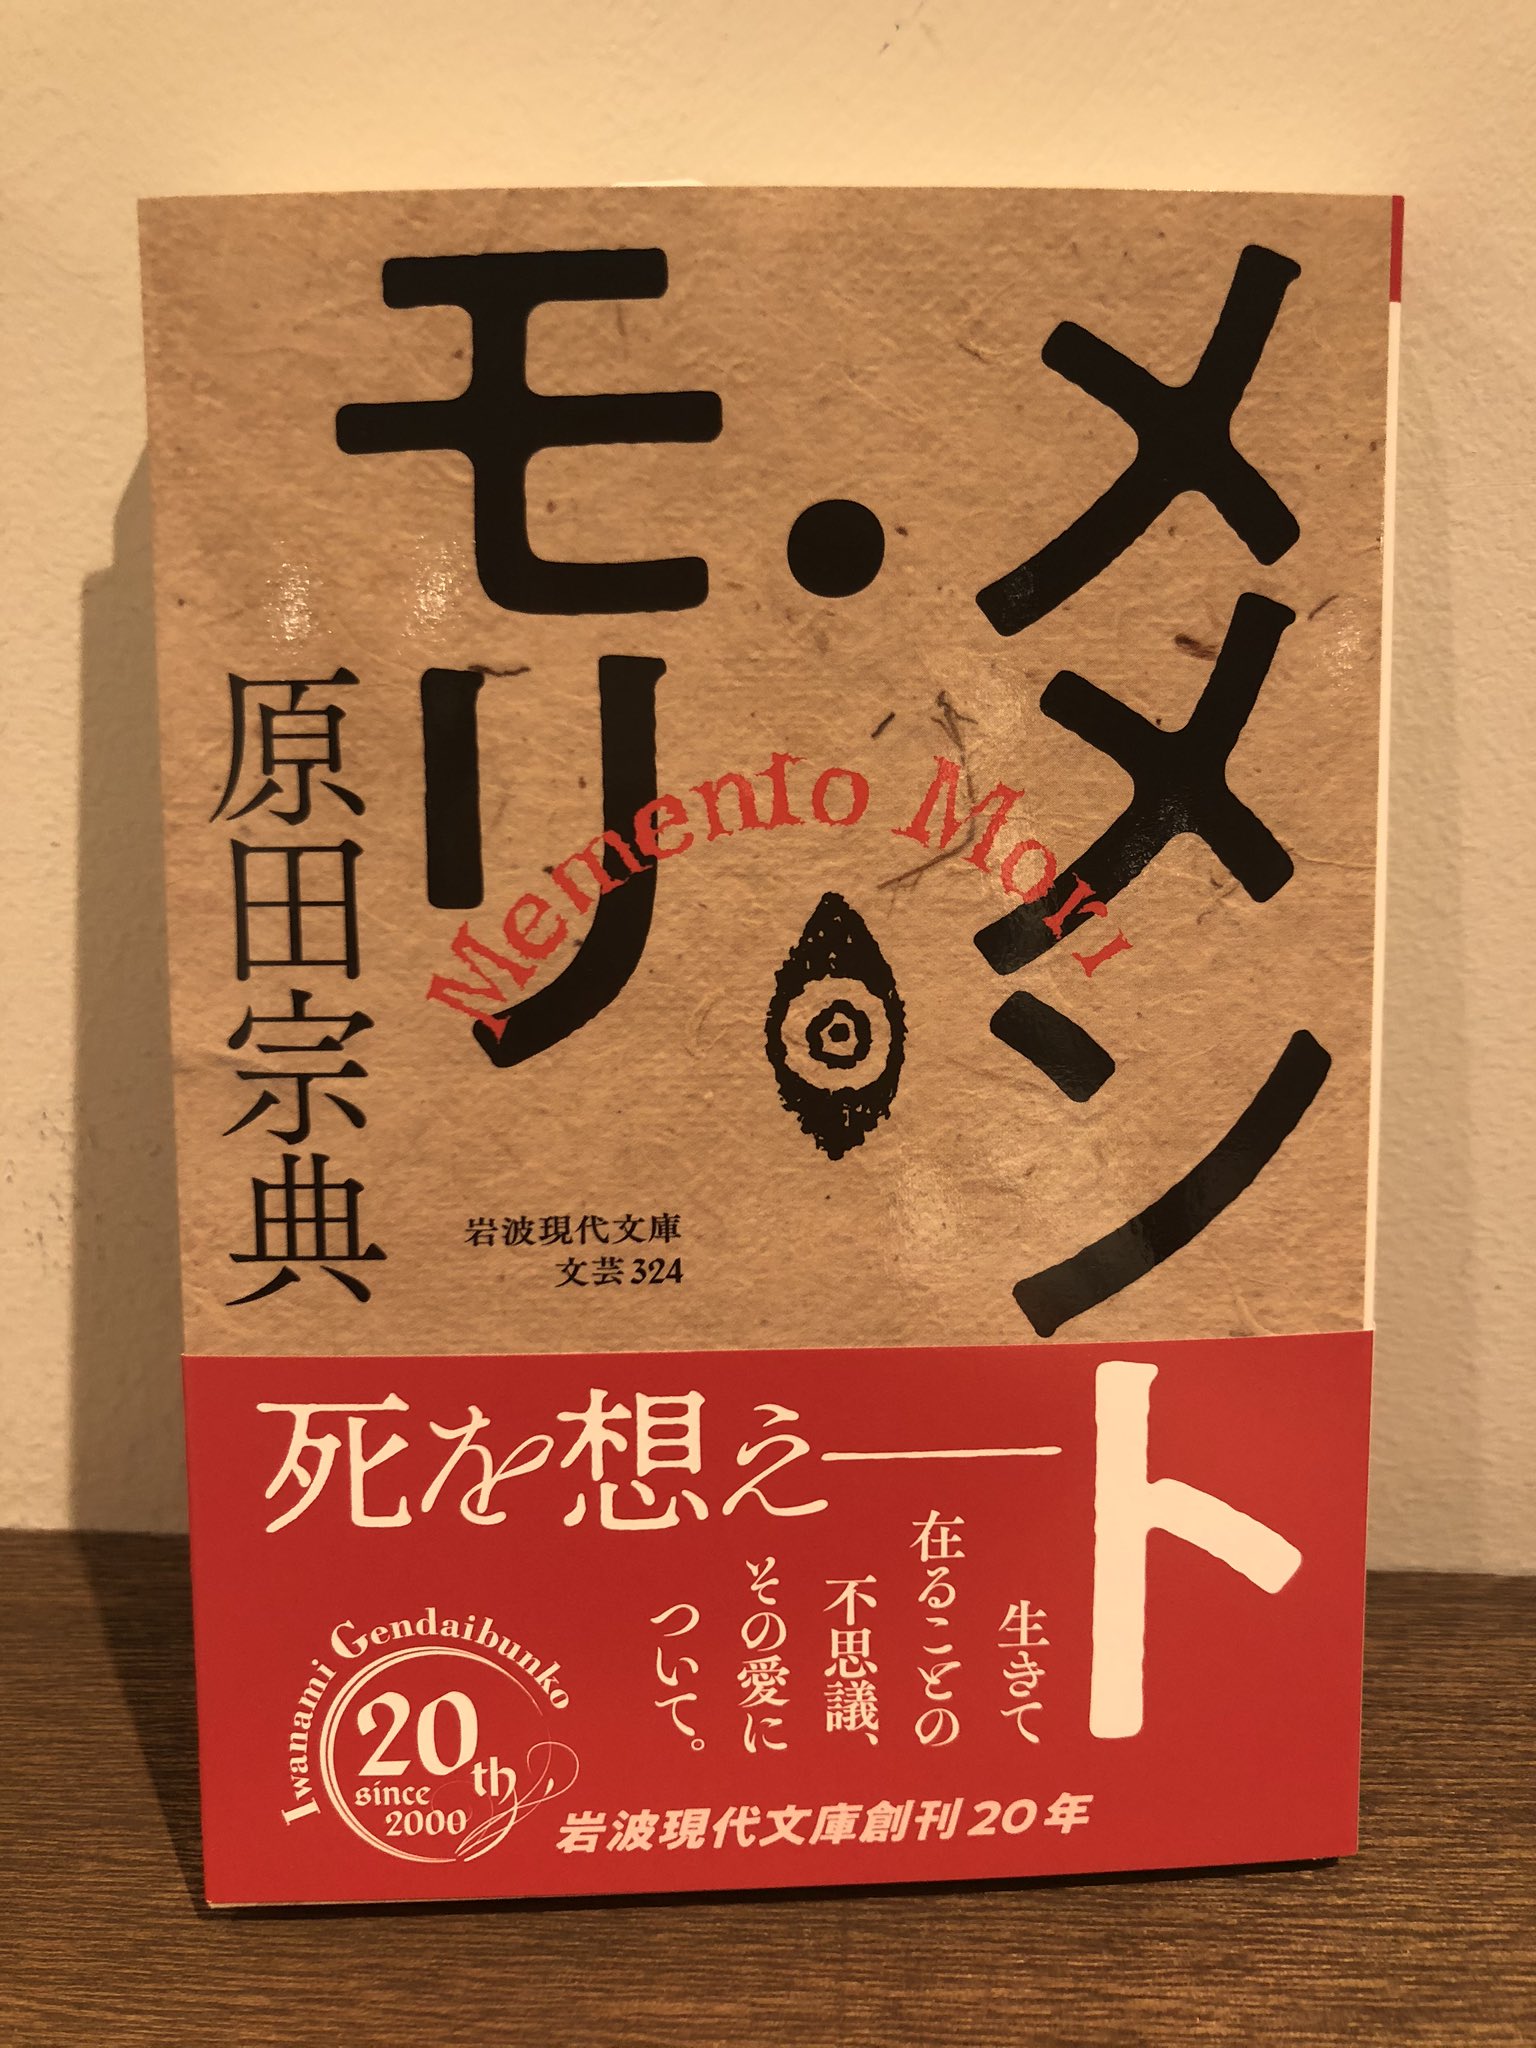 メメント・
モリ
Memento Mori
原田宗典
岩波現代文庫
文芸324
死を想え——
生きて
在ることの
不思議、
その愛に
ついて。
Iwanami Gendaibunko
20th
since
2000
岩波現代文庫創刊20年